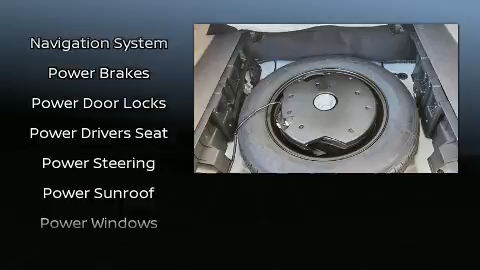 Navigation System
Power Brakes
Power Door Locks
Power Drivers Seat
Power Steering
Power Sunroof
Power Windows